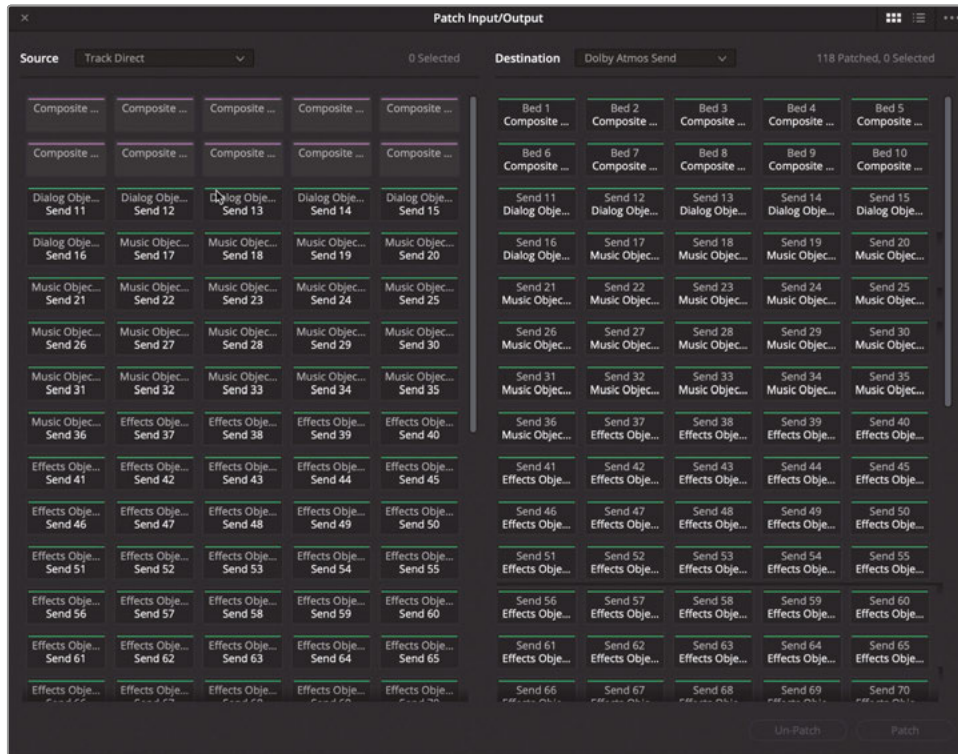 Patch Input/Output
Source Track Direct 0 Selected
Composite ... Composite ... Composite ... Composite ... Composite ...
Composite ... Composite ... Composite ... Composite ... Composite ...
Dialog Obje... Dialog Obje... Dialog Obje... Dialog Obje... Dialog Obje...
Send 11 Send 12 Send 13 Send 14 Send 15
Dialog Obje... Music Objec... Music Objec... Music Objec... Music Objec...
Send 16 Send 17 Send 18 Send 19 Send 20
Music Objec... Music Objec... Music Objec... Music Objec... Music Objec...
Send 21 Send 22 Send 23 Send 24 Send 25
Music Objec... Music Objec... Music Objec... Music Objec... Music Objec...
Send 26 Send 27 Send 28 Send 29 Send 30
Music Objec... Music Objec... Music Objec... Music Objec... Music Objec...
Send 31 Send 32 Send 33 Send 34 Send 35
Music Objec... Effects Obje... Effects Obje... Effects Obje... Effects Obje...
Send 36 Send 37 Send 38 Send 39 Send 40
Effects Obje... Effects Obje... Effects Obje... Effects Obje... Effects Obje...
Send 41 Send 42 Send 43 Send 44 Send 45
Effects Obje... Effects Obje... Effects Obje... Effects Obje... Effects Obje...
Send 46 Send 47 Send 48 Send 49 Send 50
Effects Obje... Effects Obje... Effects Obje... Effects Obje... Effects Obje...
Send 51 Send 52 Send 53 Send 54 Send 55
Effects Obje... Effects Obje... Effects Obje... Effects Obje... Effects Obje...
Send 56 Send 57 Send 58 Send 59 Send 60
Effects Obje... Effects Obje... Effects Obje... Effects Obje... Effects Obje...
Send 61 Send 62 Send 63 Send 64 Send 65
Effects Obje... Effects Obje... Effects Obje... Effects Obje... Effects Obje...
Destination Dolby Atmos Send 118 Patched, 0 Selected
Bed 1 Bed 2 Bed 3 Bed 4 Bed 5
Composite ... Composite ... Composite ... Composite ... Composite ...
Bed 6 Bed 7 Bed 8 Bed 9 Bed 10
Composite ... Composite ... Composite ... Composite ... Composite ...
Send 11 Send 12 Send 13 Send 14 Send 15
Dialog Obje... Dialog Obje... Dialog Obje... Dialog Obje... Dialog Obje...
Send 16 Send 17 Send 18 Send 19 Send 20
Dialog Obje... Music Objec... Music Objec... Music Objec... Music Objec...
Send 21 Send 22 Send 23 Send 24 Send 25
Music Objec... Music Objec... Music Objec... Music Objec... Music Objec...
Send 26 Send 27 Send 28 Send 29 Send 30
Music Objec... Music Objec... Music Objec... Music Objec... Music Objec...
Send 31 Send 32 Send 33 Send 34 Send 35
Music Objec... Music Objec... Music Objec... Music Objec... Music Objec...
Send 36 Send 37 Send 38 Send 39 Send 40
Music Objec... Effects Obje... Effects Obje... Effects Obje... Effects Obje...
Send 41 Send 42 Send 43 Send 44 Send 45
Effects Obje... Effects Obje... Effects Obje... Effects Obje... Effects Obje...
Send 46 Send 47 Send 48 Send 49 Send 50
Effects Obje... Effects Obje... Effects Obje... Effects Obje... Effects Obje...
Send 51 Send 52 Send 53 Send 54 Send 55
Effects Obje... Effects Obje... Effects Obje... Effects Obje... Effects Obje...
Send 56 Send 57 Send 58 Send 59 Send 60
Effects Obje... Effects Obje... Effects Obje... Effects Obje... Effects Obje...
Send 61 Send 62 Send 63 Send 64 Send 65
Effects Obje... Effects Obje... Effects Obje... Effects Obje... Effects Obje...
Send 66 Send 67 Send 68 Send 69 Send 70
Un-Patch Patch